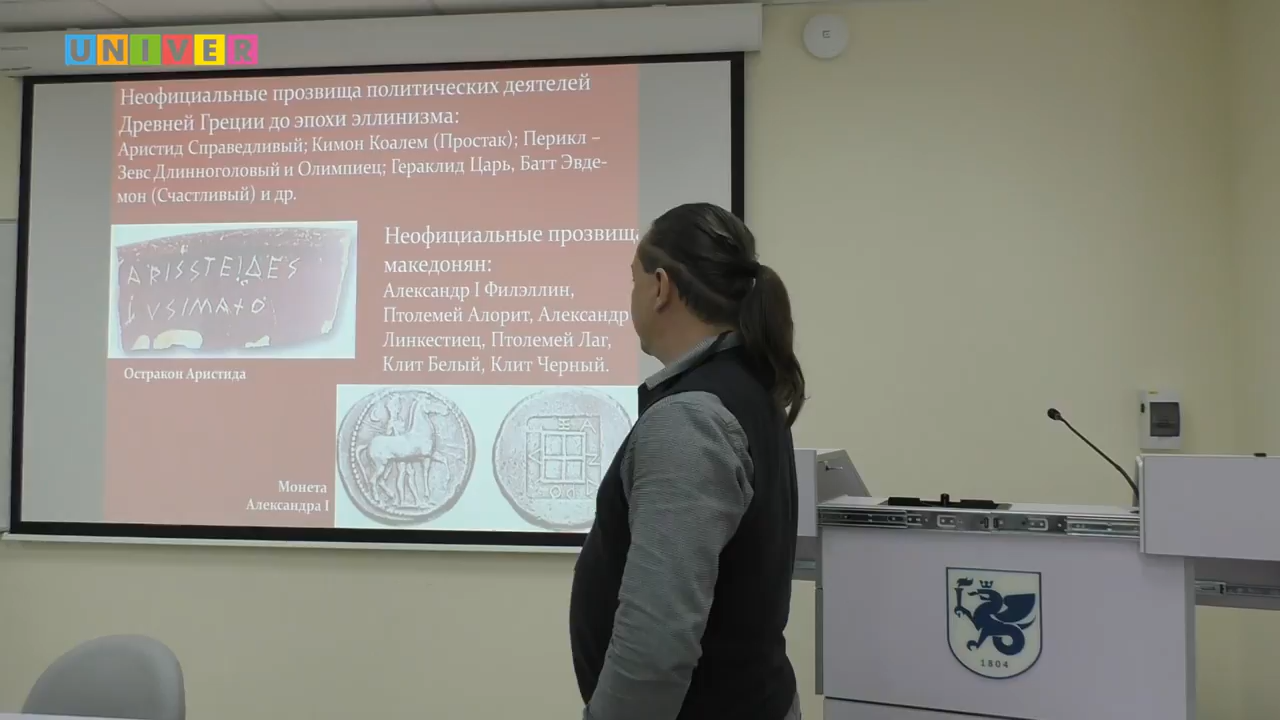 UNIVER
Неофициальные прозвища политических деятелей
Древней Греции до эпохи эллинизма:
Аристид Справедливый; Кимон Коалем (Простак); Перикл –
Зевс Длинноголовый и Олимпиец; Гераклид Царь, Батт Эвде-
мон (Счастливый) и др.
ARISSTEIΔES
LVSIMA+O
Остракон Аристида
Неофициальные прозвища
македонян:
Александр I Филэллин,
Птолемей Алорит, Александр
Линкестиец, Птолемей Лаг,
Клит Белый, Клит Черный.
Монета
Александра I
1804